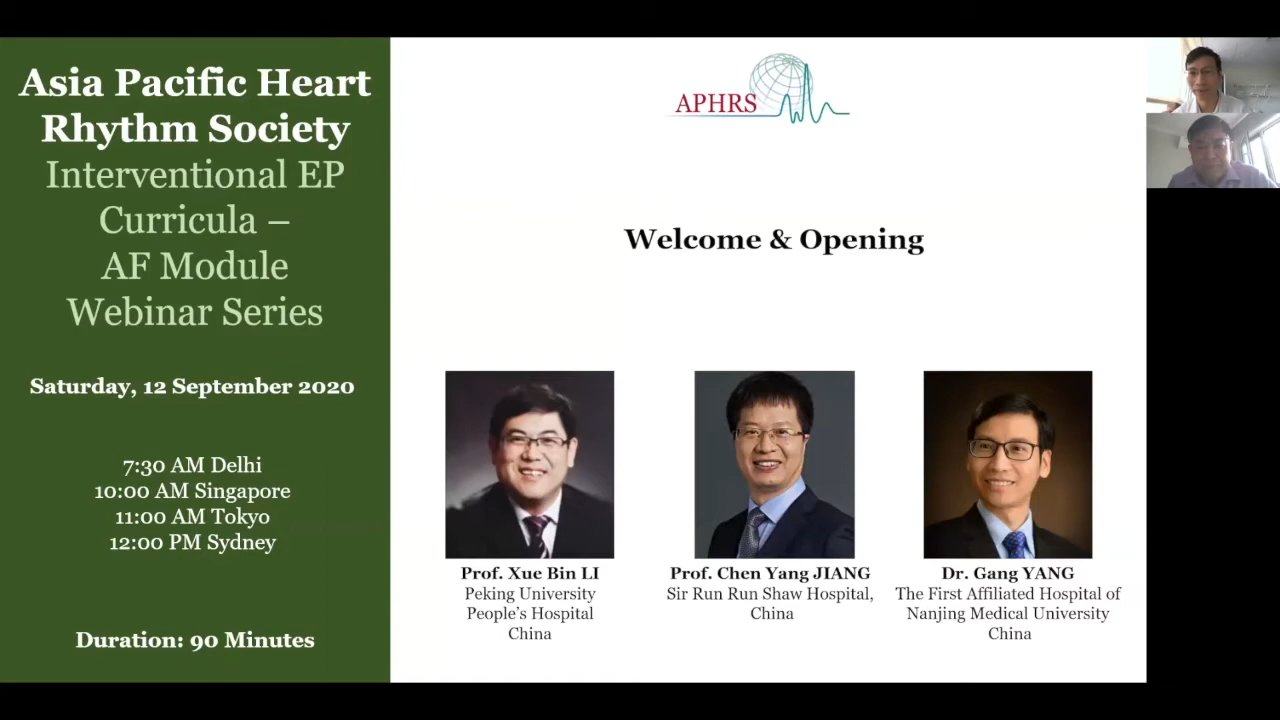 Asia Pacific Heart
Rhythm Society
Interventional EP
Curricula –
AF Module
Webinar Series
Saturday, 12 September 2020
7:30 AM Delhi
10:00 AM Singapore
11:00 AM Tokyo
12:00 PM Sydney
Duration: 90 Minutes
APHRS
Welcome & Opening
Prof. Xue Bin LI
Peking University
People's Hospital
China
Prof. Chen Yang JIANG
Sir Run Run Shaw Hospital,
China
Dr. Gang YANG
The First Affiliated Hospital of
Nanjing Medical University
China